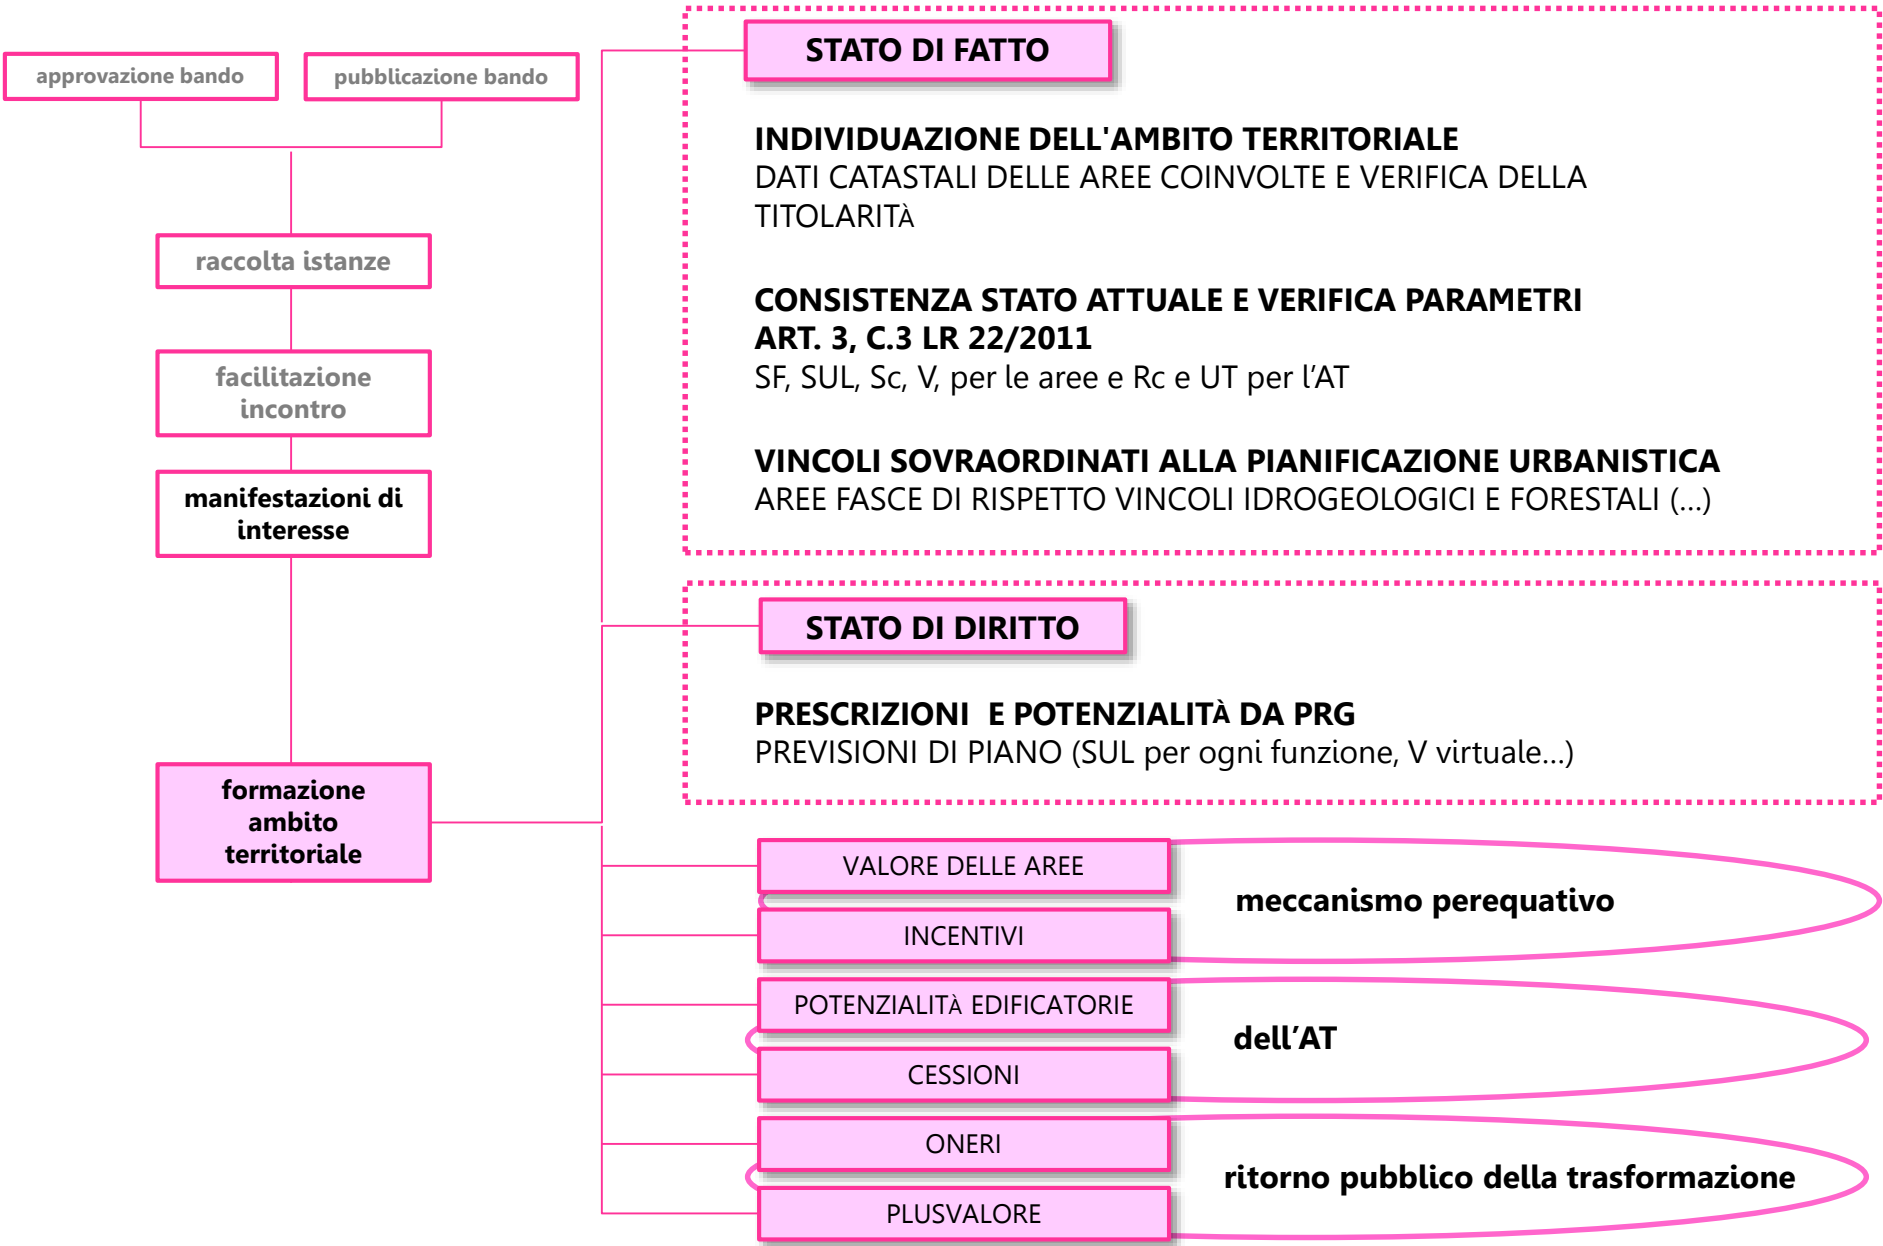 approvazione bando
pubblicazione bando
raccolta istanze
facilitazione
incontro
manifestazioni di
interesse
formazione
ambito
territoriale
STATO DI FATTO
INDIVIDUAZIONE DELL'AMBITO TERRITORIALE
DATI CATASTALI DELLE AREE COINVOLTE E VERIFICA DELLA
TITOLARITÀ
CONSISTENZA STATO ATTUALE E VERIFICA PARAMETRI
ART. 3, C.3 LR 22/2011
SF, SUL, Sc, V, per le aree e Rc e UT per l’AT
VINCOLI SOVRAORDINATI ALLA PIANIFICAZIONE URBANISTICA
AREE FASCE DI RISPETTO VINCOLI IDROGEOLOGICI E FORESTALI (…)
STATO DI DIRITTO
PRESCRIZIONI E POTENZIALITÀ DA PRG
PREVISIONI DI PIANO (SUL per ogni funzione, V virtuale…)
VALORE DELLE AREE
INCENTIVI
meccanismo perequativo
POTENZIALITÀ EDIFICATORIE
CESSIONI
dell’AT
ONERI
PLUSVALORE
ritorno pubblico della trasformazione